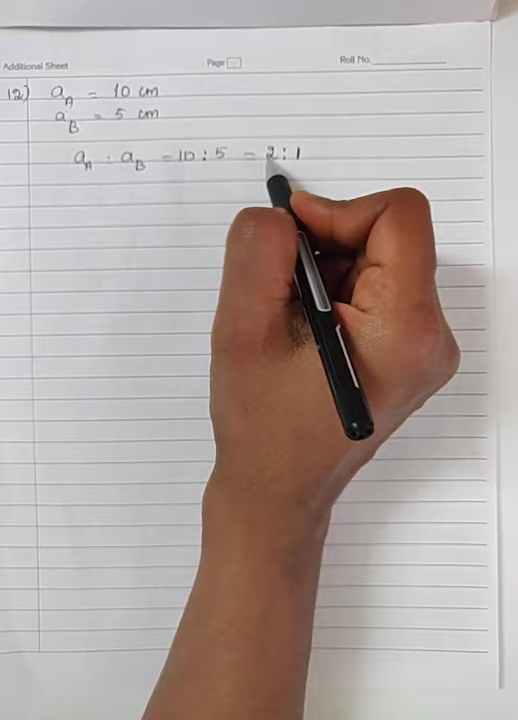 Additional Sheet Page Roll No.
12) a_A = 10 cm
a_B = 5 cm
a_A : a_B = 10 : 5 = 2 : 1